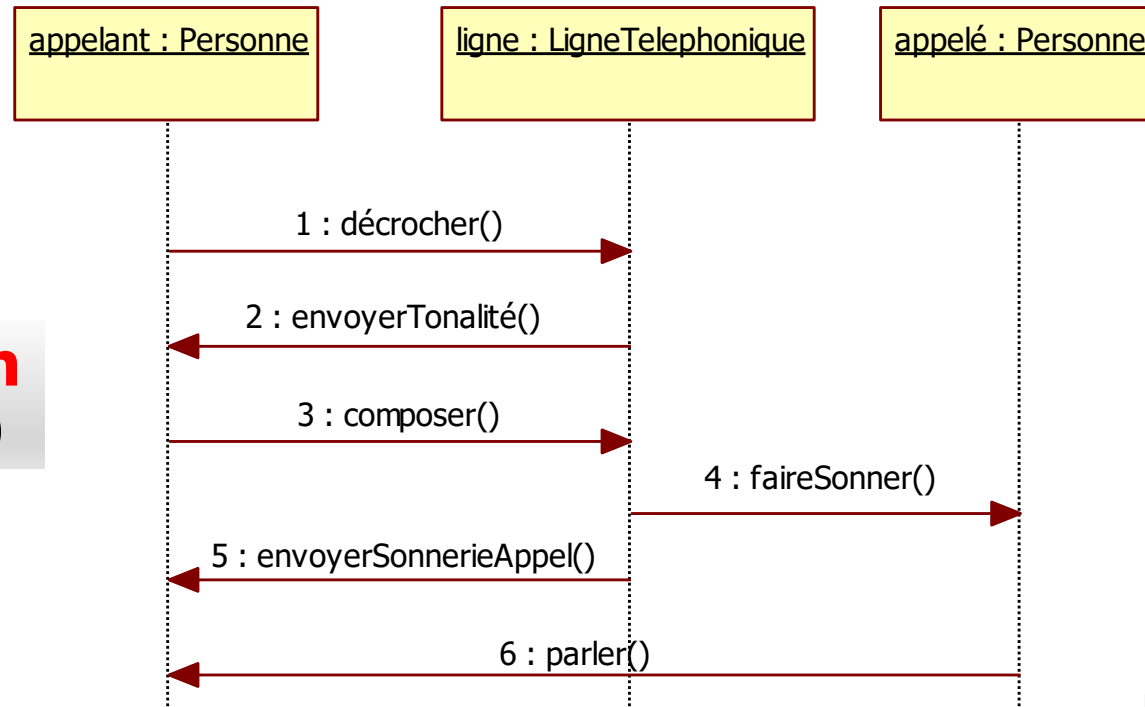 appelant : Personne
ligne : LigneTelephonique
appelé : Personne
1 : décrocher()
2 : envoyerTonalité()
3 : composer()
4 : faireSonner()
5 : envoyerSonnerieAppel()
6 : parler()